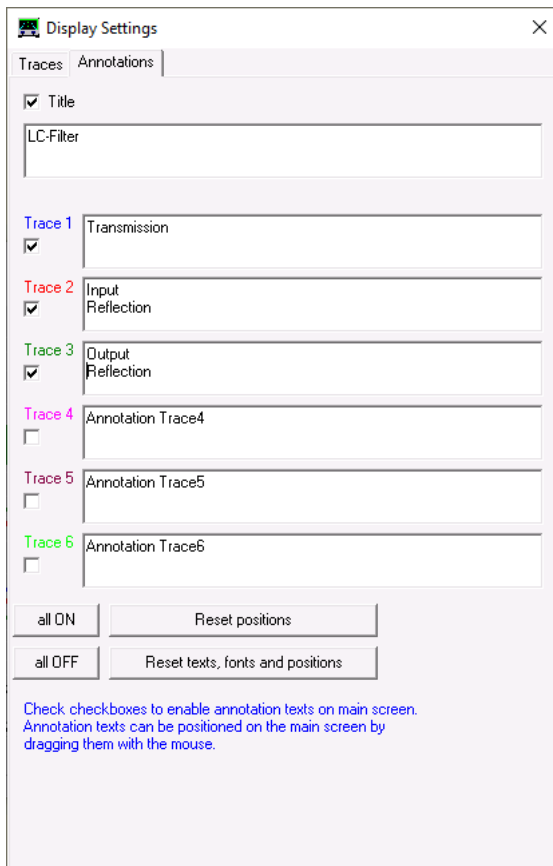 Display Settings
Traces Annotations
Title
LC-Filter
Trace 1 Transmission
Trace 2 Input
Reflection
Trace 3 Output
Reflection
Trace 4 Annotation Trace4
Trace 5 Annotation Trace5
Trace 6 Annotation Trace6
all ON Reset positions
all OFF Reset texts, fonts and positions
Check checkboxes to enable annotation texts on main screen.
Annotation texts can be positioned on the main screen by
dragging them with the mouse.